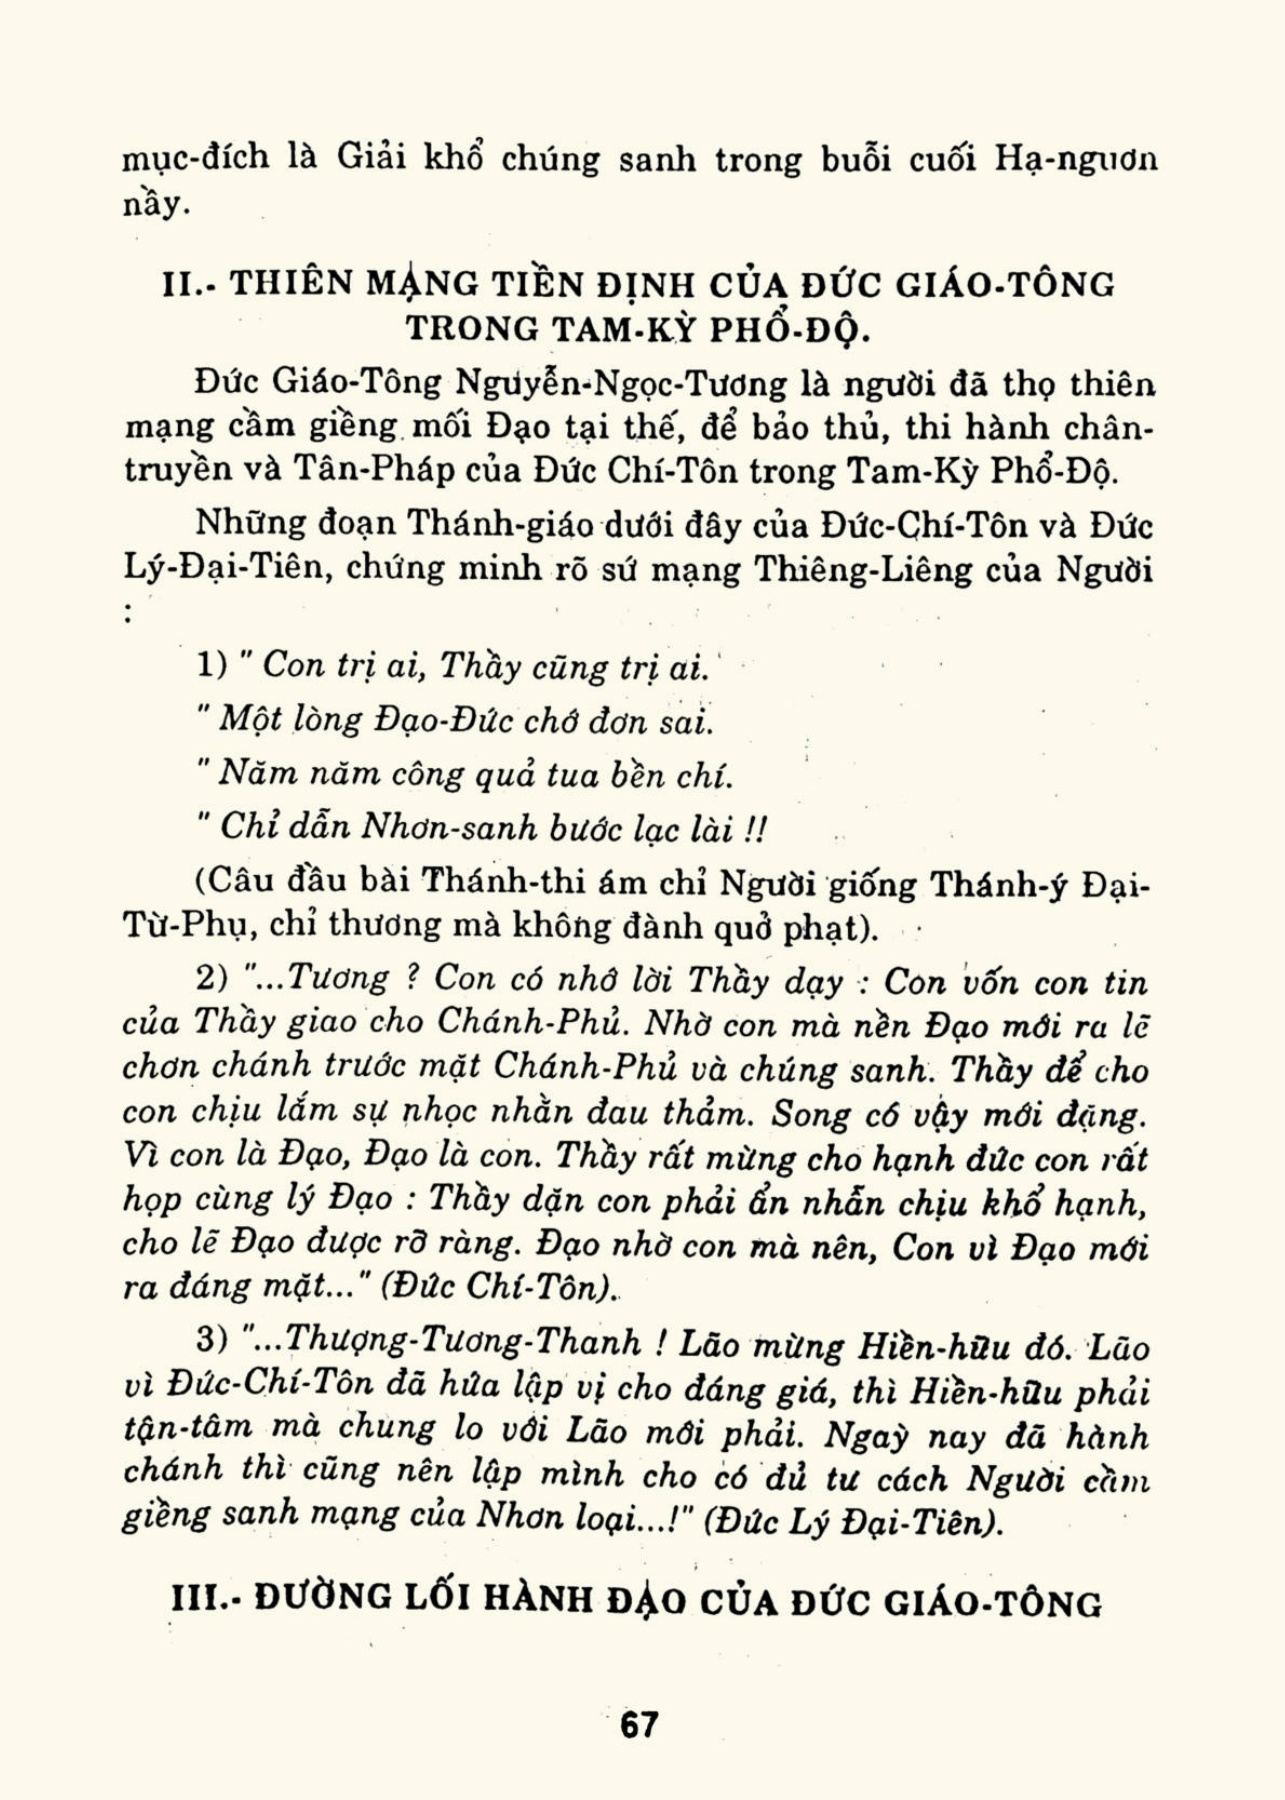 mục-đích là Giải khổ chúng sanh trong buỗi cuối Hạ-nguơn
nầy.
II.- THIÊN MẠNG TIỀN ĐỊNH CỦA ĐỨC GIÁO-TÔNG
TRONG TAM-KỲ PHỔ-ĐỘ.
Đức Giáo-Tông Nguyễn-Ngọc-Tương là người đã thọ thiên
mạng cầm giềng mối Đạo tại thế, để bảo thủ, thi hành chân-
truyền và Tân-Pháp của Đức Chí-Tôn trong Tam-Kỳ Phổ-Độ.
Những đoạn Thánh-giáo dưới đây của Đức-Chí-Tôn và Đức
Lý-Đại-Tiên, chứng minh rõ sứ mạng Thiêng-Liêng của Người
:
1) " Con trị ai, Thầy cũng trị ai.
" Một lòng Đạo-Đức chớ đơn sai.
" Năm năm công quả tua bền chí.
" Chỉ dẫn Nhơn-sanh bước lạc lài !!
(Câu đầu bài Thánh-thi ám chỉ Người giống Thánh-ý Đại-
Từ-Phụ, chỉ thương mà không đành quở phạt).
2) "...Tương ? Con có nhớ lời Thầy dạy : Con vốn con tin
của Thầy giao cho Chánh-Phủ. Nhờ con mà nền Đạo mới ra lẽ
chơn chánh trước mặt Chánh-Phủ và chúng sanh. Thầy để cho
con chịu lắm sự nhọc nhằn đau thảm. Song có vậy mới đặng.
Vì con là Đạo, Đạo là con. Thầy rất mừng cho hạnh đức con rất
họp cùng lý Đạo : Thầy dặn con phải ẩn nhẫn chịu khổ hạnh,
cho lẽ Đạo được rỡ ràng. Đạo nhờ con mà nên, Con vì Đạo mới
ra đáng mặt..." (Đức Chí-Tôn).
3) "...Thượng-Tương-Thanh ! Lão mừng Hiền-hữu đó. Lão
vì Đức-Chí-Tôn đã hứa lập vị cho đáng giá, thì Hiền-hữu phải
tận-tâm mà chung lo với Lão mới phải. Ngaỳ nay đã hành
chánh thì cũng nên lập mình cho có đủ tư cách Người cầm
giềng sanh mạng của Nhơn loại...!" (Đức Lý Đại-Tiên).
III.- ĐƯỜNG LỐI HÀNH ĐẠO CỦA ĐỨC GIÁO-TÔNG
67